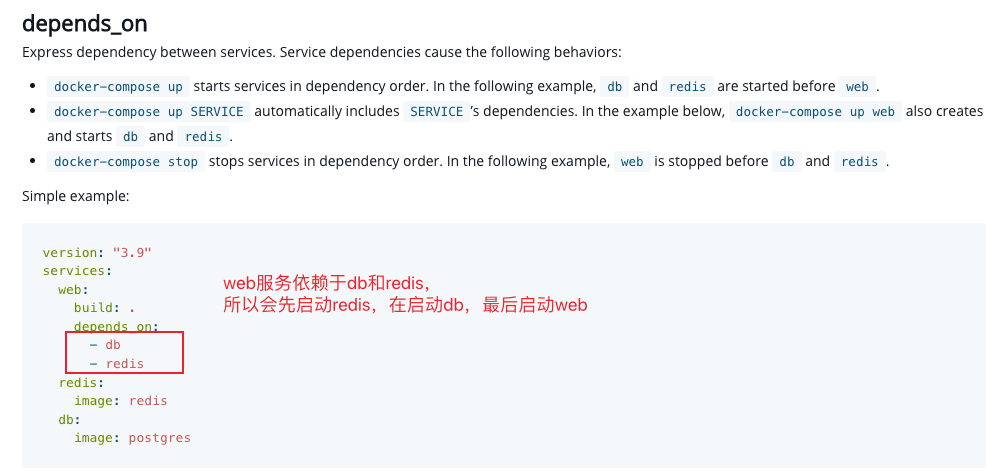 depends_on
Express dependency between services. Service dependencies cause the following behaviors:
• docker-compose up starts services in dependency order. In the following example, db and redis are started before web .
• docker-compose up SERVICE automatically includes SERVICE 's dependencies. In the example below, docker-compose up web also creates
and starts db and redis .
• docker-compose stop stops services in dependency order. In the following example, web is stopped before db and redis .
Simple example:
version: "3.9"
services:
web服务依赖于db和redis,
web:
所以会先启动redis，在启动db，最后启动web
build: .
depends_on:
- db
- redis
redis:
image: redis
db:
image: postgres